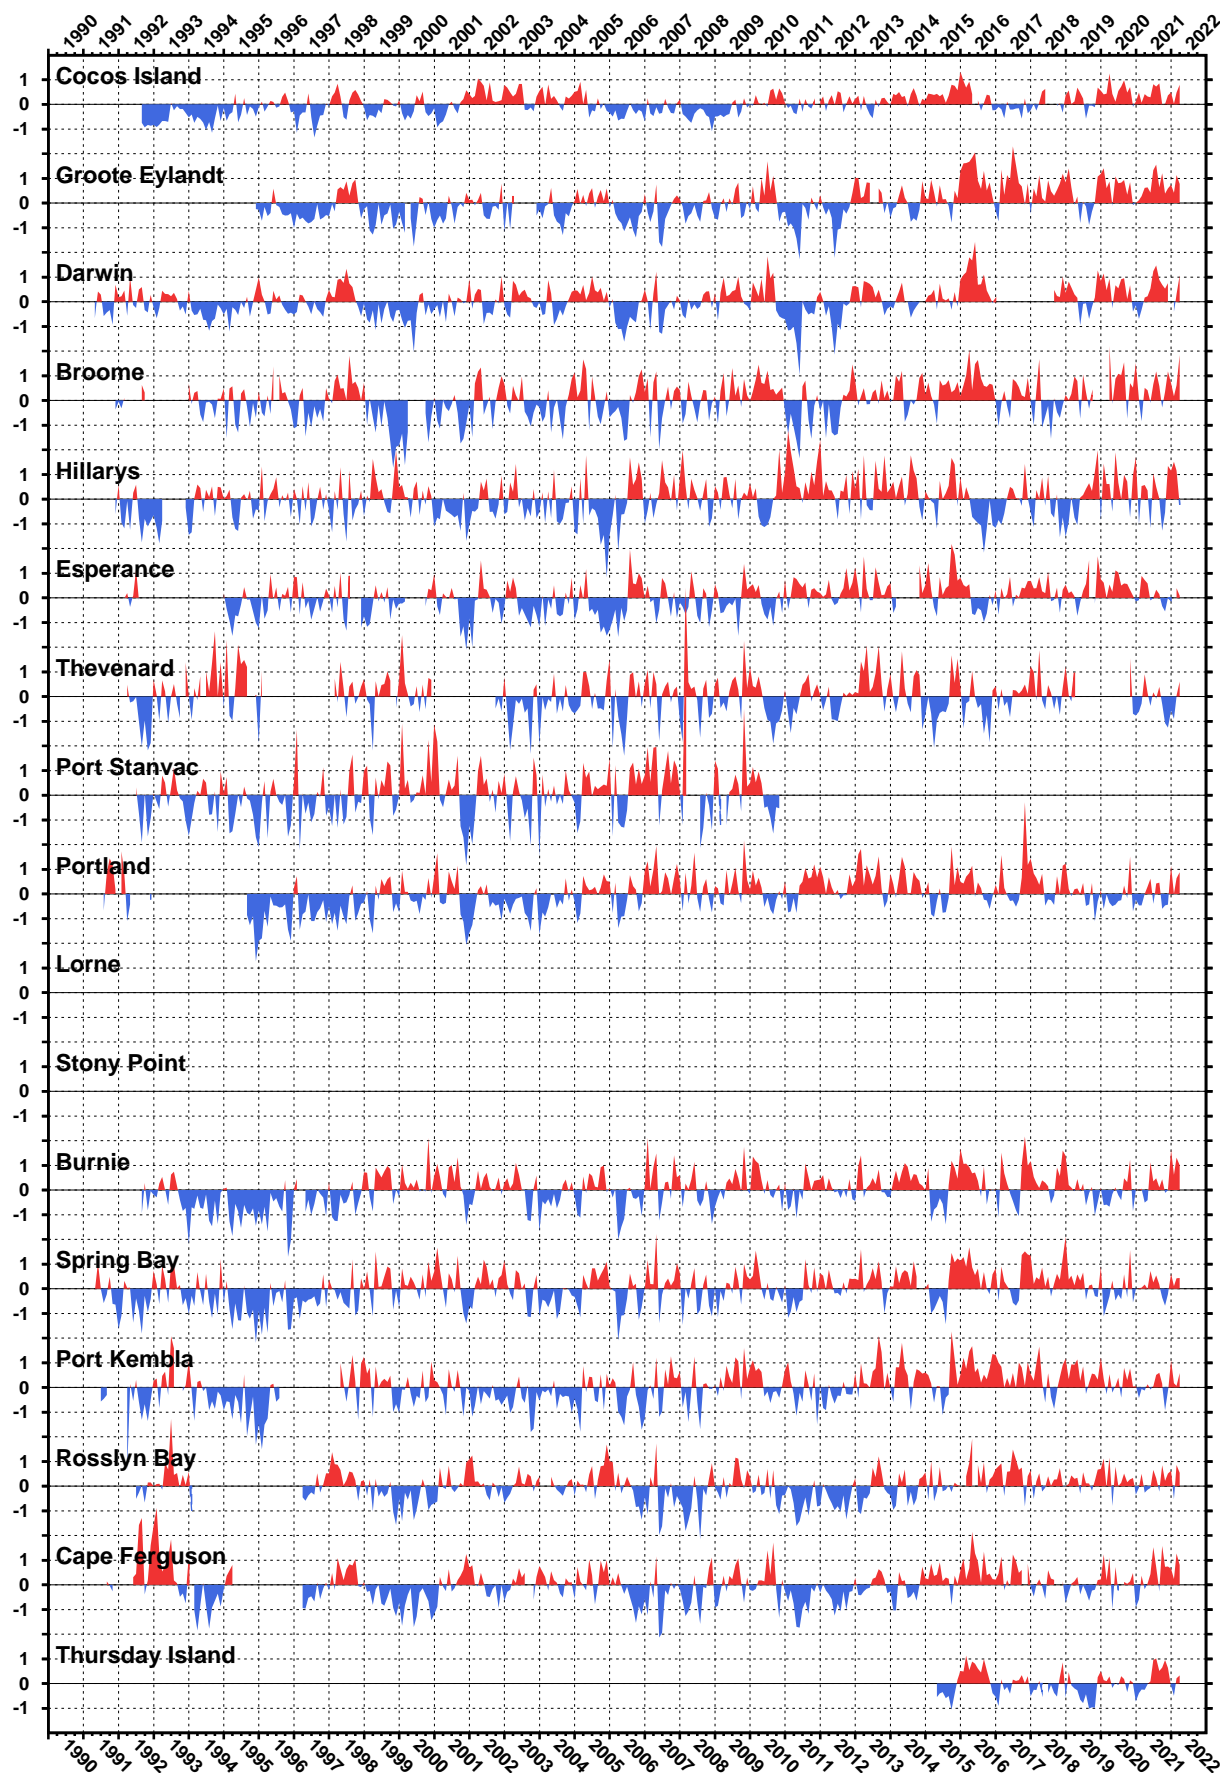 1990 1991 1992 1993 1994 1995 1996 1997 1998 1999 2000 2001 2002 2003 2004 2005 2006 2007 2008 2009 2010 2011 2012 2013 2014 2015 2016 2017 2018 2019 2020 2021 2022
Cocos Island
1
0
-1
Groote Eylandt
1
0
-1
Darwin
1
0
-1
Broome
1
0
-1
Hillarys
1
0
-1
Esperance
1
0
-1
Thevenard
1
0
-1
Port Stanvac
1
0
-1
Portland
1
0
-1
Lorne
1
0
-1
Stony Point
1
0
-1
Burnie
1
0
-1
Spring Bay
1
0
-1
Port Kembla
1
0
-1
Rosslyn Bay
1
0
-1
Cape Ferguson
1
0
-1
Thursday Island
1
0
-1
1990 1991 1992 1993 1994 1995 1996 1997 1998 1999 2000 2001 2002 2003 2004 2005 2006 2007 2008 2009 2010 2011 2012 2013 2014 2015 2016 2017 2018 2019 2020 2021 2022